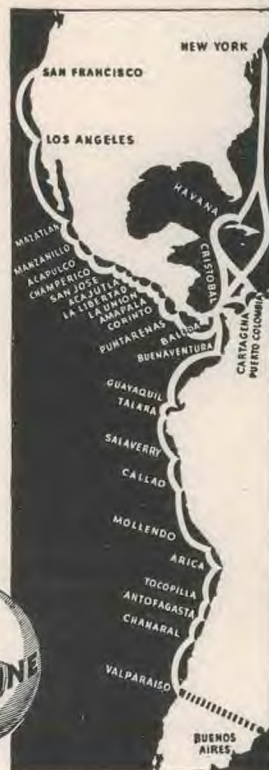 NEW YORK
SAN FRANCISCO
LOS ANGELES
HAVANA
MAZATLAN
MANZANILLO
ACAPULCO
CHAMPERICO
SAN JOSE
ACAJUTLA
LA LIBERTAD
LA UNION
AMAPALA
CORINTO
PUNTARENAS
CRISTOBAL
BALBOA
BUENAVENTURA
CARTAGENA
PUERTO COLOMBIA
GUAYAQUIL
TALARA
SALAVERRY
CALLAO
MOLLENDO
ARICA
TOCOPILLA
ANTOFAGASTA
CHANARAL
VALPARAISO
BUENOS
AIRES